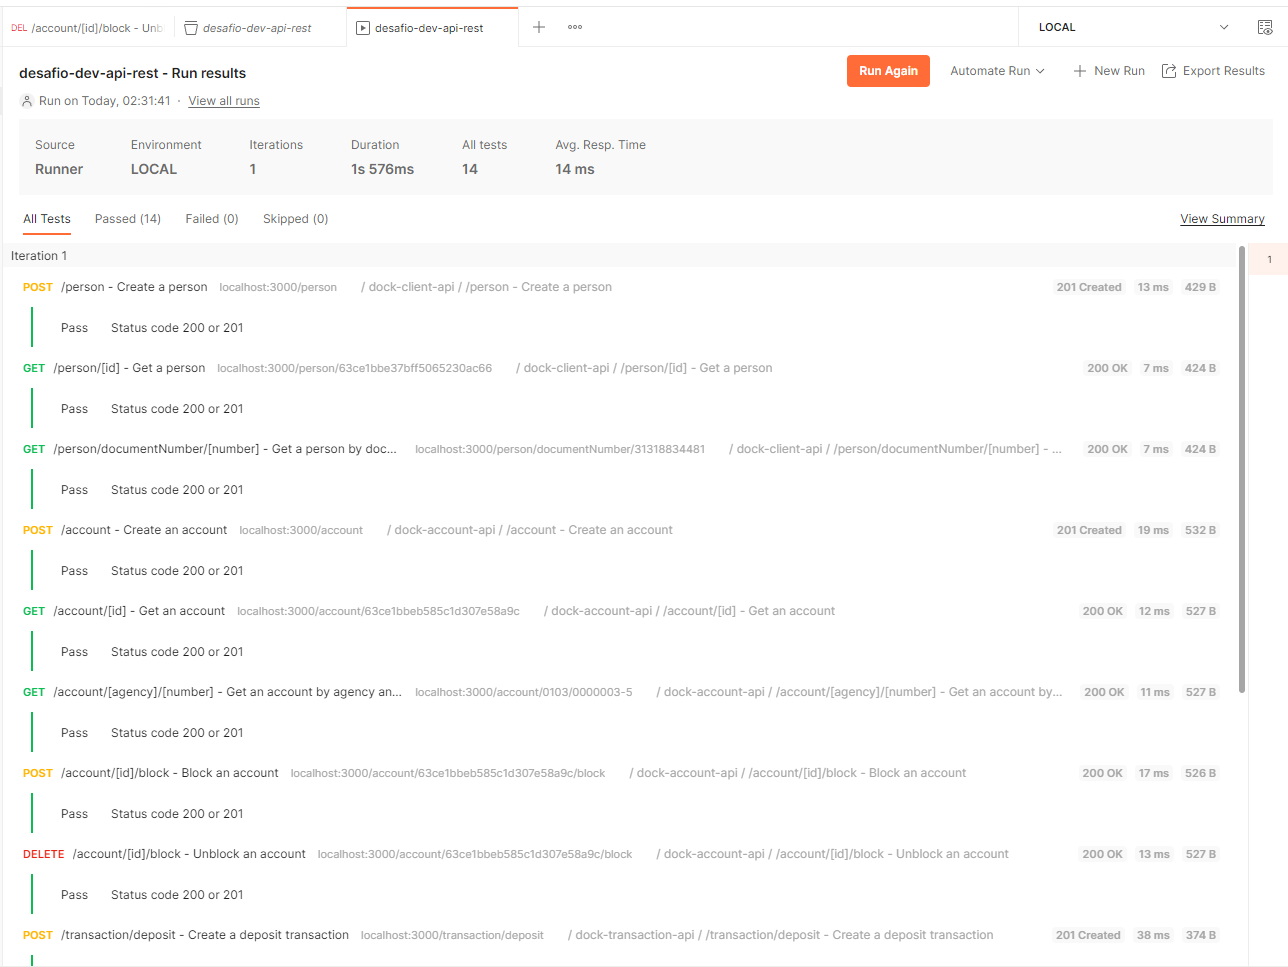 DEL /account/[id]/block - Unb desafio-dev-api-rest desafio-dev-api-rest LOCAL
desafio-dev-api-rest - Run results Run Again Automate Run New Run Export Results
Run on Today, 02:31:41 · View all runs
Source Environment Iterations Duration All tests Avg. Resp. Time
Runner LOCAL 1 1s 576ms 14 14 ms
All Tests Passed (14) Failed (0) Skipped (0) View Summary
Iteration 1 1
POST /person - Create a person localhost:3000/person / dock-client-api / /person - Create a person 201 Created 13 ms 429 B
Pass Status code 200 or 201
GET /person/[id] - Get a person localhost:3000/person/63ce1bbe37bff5065230ac66 / dock-client-api / /person/[id] - Get a person 200 OK 7 ms 424 B
Pass Status code 200 or 201
GET /person/documentNumber/[number] - Get a person by doc... localhost:3000/person/documentNumber/31318834481 / dock-client-api / /person/documentNumber/[number] - ... 200 OK 7 ms 424 B
Pass Status code 200 or 201
POST /account - Create an account localhost:3000/account / dock-account-api / /account - Create an account 201 Created 19 ms 532 B
Pass Status code 200 or 201
GET /account/[id] - Get an account localhost:3000/account/63ce1bbeb585c1d307e58a9c / dock-account-api / /account/[id] - Get an account 200 OK 12 ms 527 B
Pass Status code 200 or 201
GET /account/[agency]/[number] - Get an account by agency an... localhost:3000/account/0103/0000003-5 / dock-account-api / /account/[agency]/[number] - Get an account by... 200 OK 11 ms 527 B
Pass Status code 200 or 201
POST /account/[id]/block - Block an account localhost:3000/account/63ce1bbeb585c1d307e58a9c/block / dock-account-api / /account/[id]/block - Block an account 200 OK 17 ms 526 B
Pass Status code 200 or 201
DELETE /account/[id]/block - Unblock an account localhost:3000/account/63ce1bbeb585c1d307e58a9c/block / dock-account-api / /account/[id]/block - Unblock an account 200 OK 13 ms 527 B
Pass Status code 200 or 201
POST /transaction/deposit - Create a deposit transaction localhost:3000/transaction/deposit / dock-transaction-api / /transaction/deposit - Create a deposit transaction 201 Created 38 ms 374 B